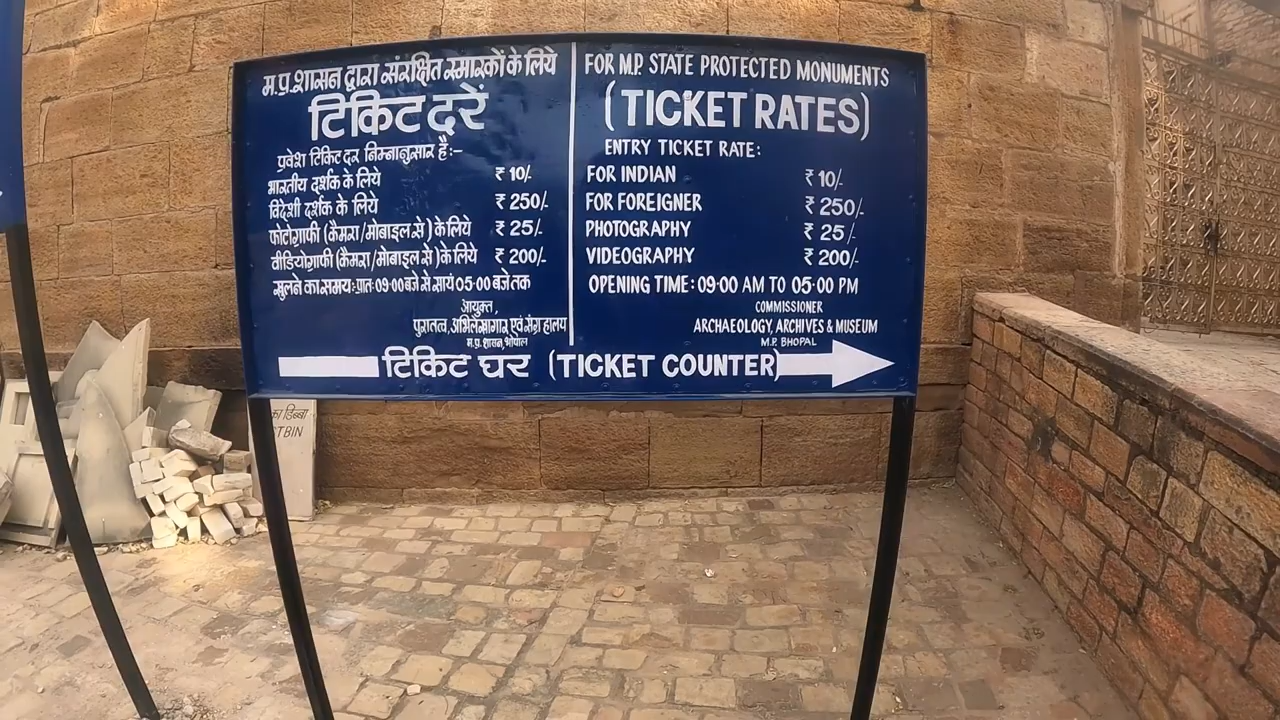 म.प्र.शासन द्वारा संरक्षित स्मारकों के लिये
टिकिट दरें
प्रवेश टिकिट दर निम्नानुसार है:-
भारतीय दर्शक के लिये ₹ 10/-
विदेशी दर्शक के लिये ₹ 250/-
फोटोग्राफी (कैमरा/मोबाइल से) के लिये ₹ 25/-
वीडियोग्राफी (कैमरा/मोबाइल से) के लिये ₹ 200/-
खुलने का समय:प्रातः 09:00 बजे से सायं 05:00 बजे तक
आयुक्त,
पुरातत्व, अभिलेखागार एवं संग्रहालय
म.प्र. शासन, भोपाल
FOR M.P. STATE PROTECTED MONUMENTS
(TICKET RATES)
ENTRY TICKET RATE:
FOR INDIAN ₹ 10/-
FOR FOREIGNER ₹ 250/-
PHOTOGRAPHY ₹ 25/-
VIDEOGRAPHY ₹ 200/-
OPENING TIME: 09:00 AM TO 05:00 PM
COMMISSIONER
ARCHAEOLOGY, ARCHIVES & MUSEUM
M.P. BHOPAL
टिकिट घर (TICKET COUNTER)
का डिब्बा
TBIN